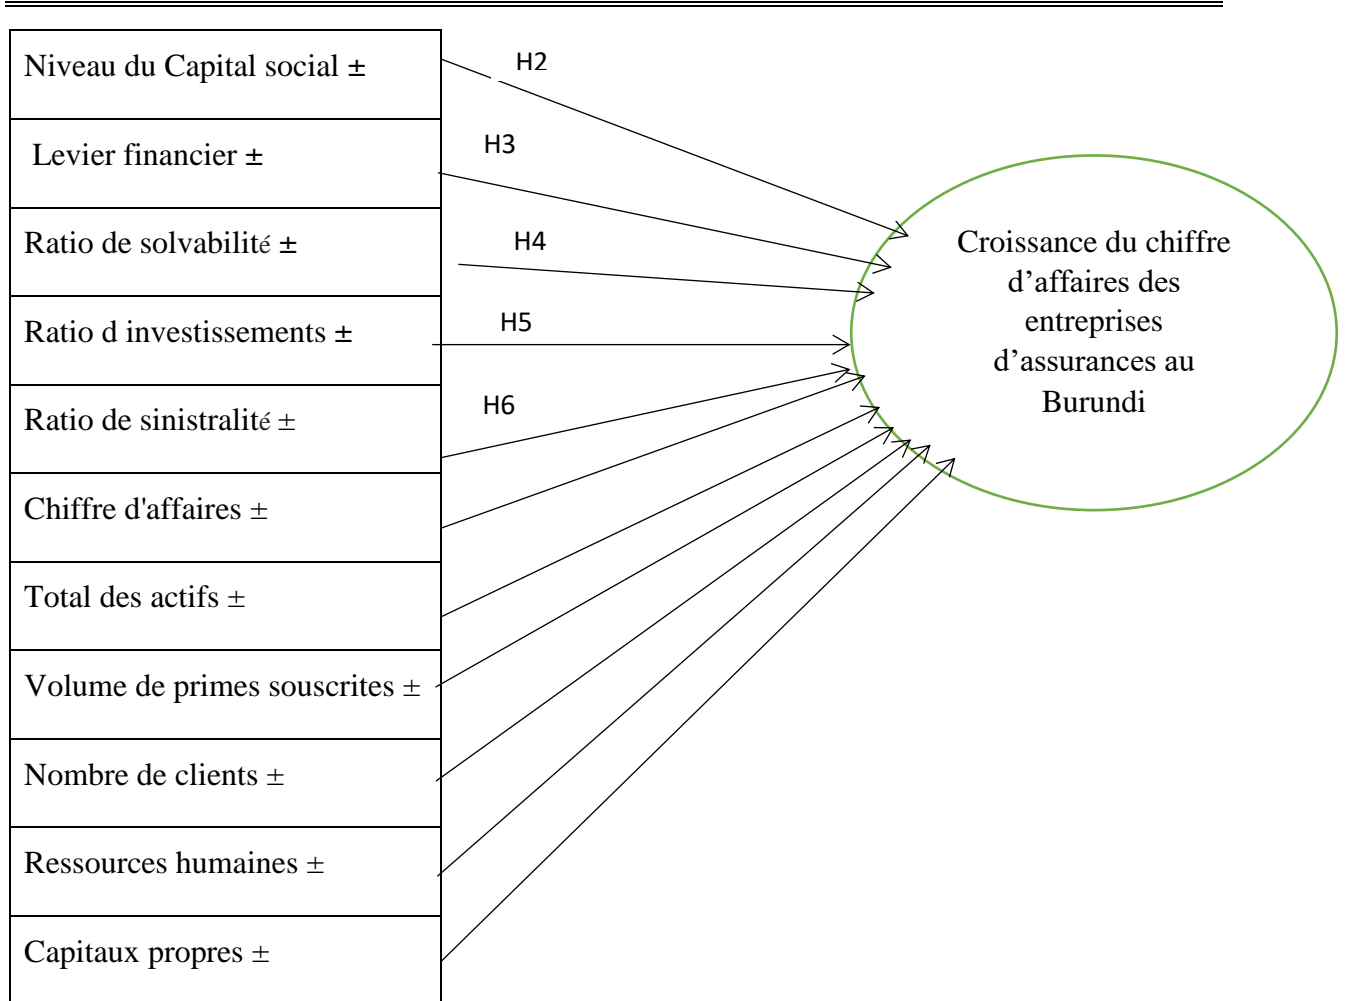 Niveau du Capital social ±
H2
Levier financier ±
H3
Ratio de solvabilité ±
H4
Ratio d investissements ±
H5
Ratio de sinistralité ±
H6
Chiffre d'affaires ±
Total des actifs ±
Volume de primes souscrites ±
Nombre de clients ±
Ressources humaines ±
Capitaux propres ±
Croissance du chiffre
d’affaires des
entreprises
d’assurances au
Burundi